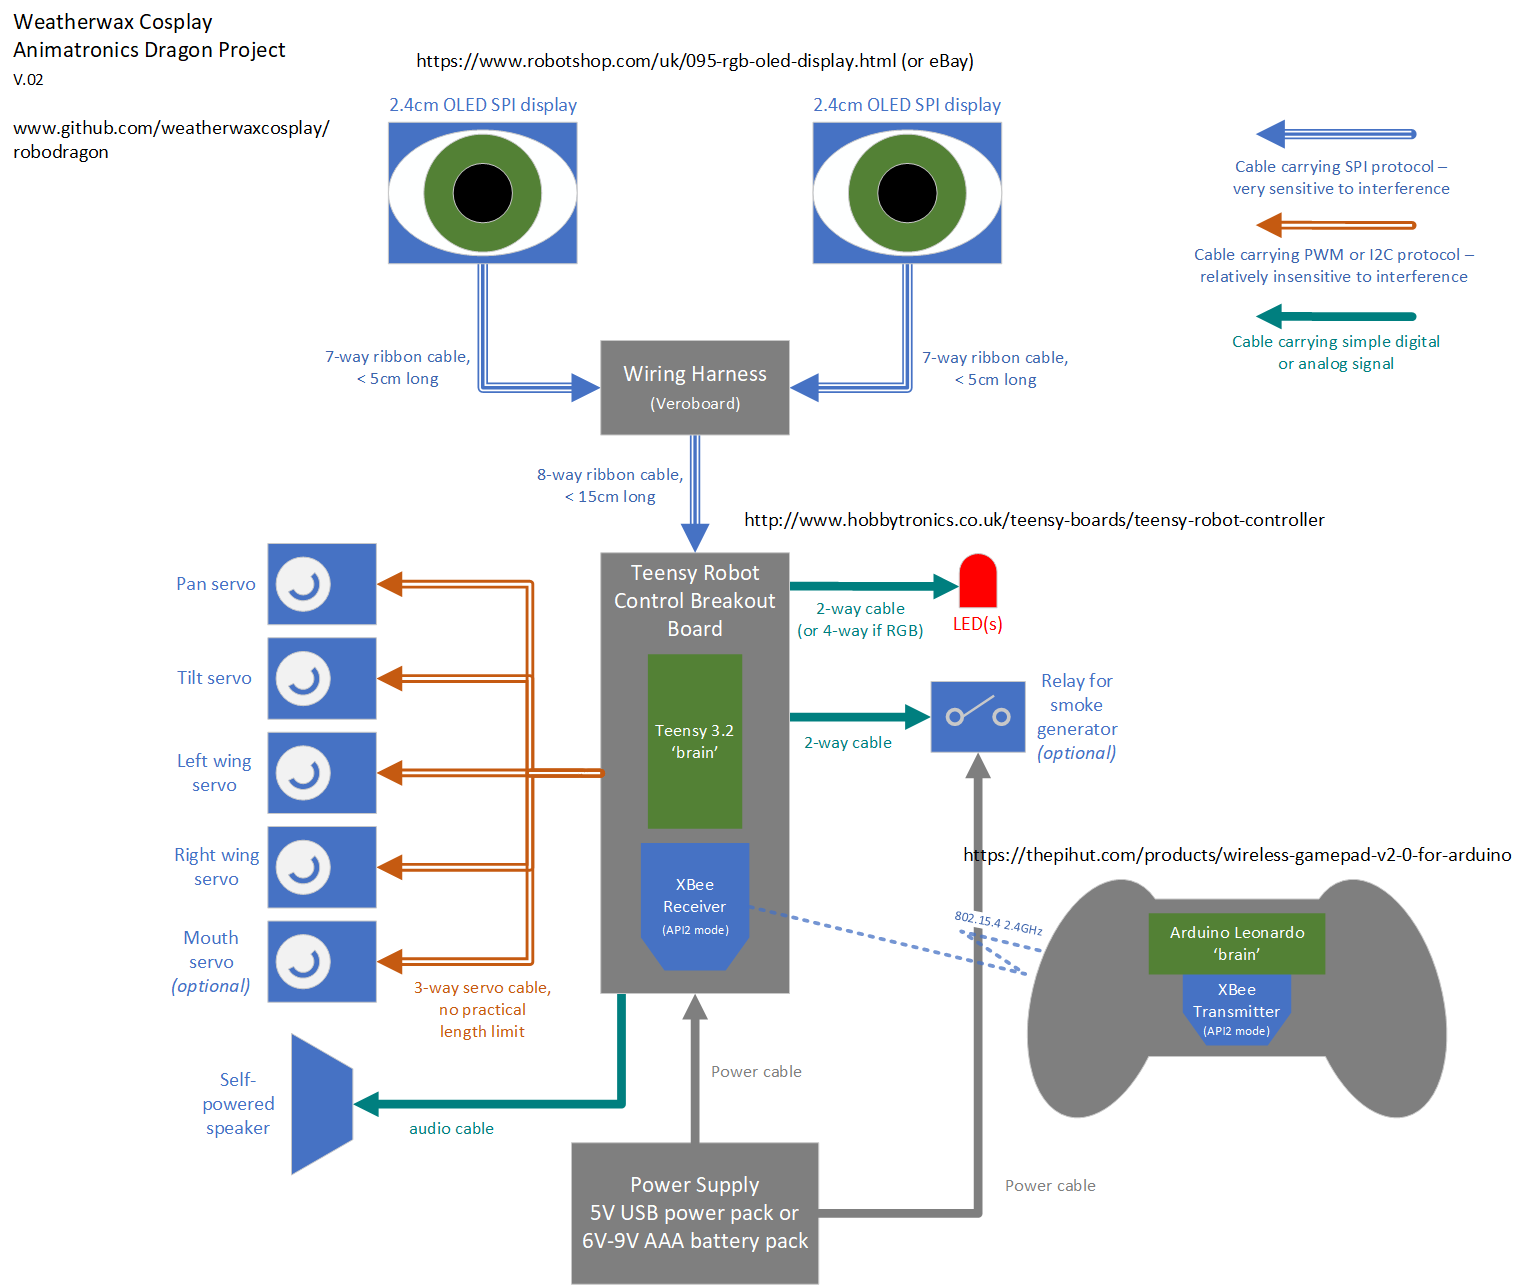 Weatherwax Cosplay
Animatronics Dragon Project
V.02
www.github.com/weatherwaxcosplay/
robodragon
https://www.robotshop.com/uk/095-rgb-oled-display.html (or eBay)
2.4cm OLED SPI display
2.4cm OLED SPI display
Cable carrying SPI protocol –
very sensitive to interference
Cable carrying PWM or I2C protocol –
relatively insensitive to interference
Cable carrying simple digital
or analog signal
7-way ribbon cable,
< 5cm long
Wiring Harness
(Veroboard)
7-way ribbon cable,
< 5cm long
8-way ribbon cable,
< 15cm long
http://www.hobbytronics.co.uk/teensy-boards/teensy-robot-controller
Pan servo
Tilt servo
Left wing
servo
Right wing
servo
Mouth
servo
(optional)
3-way servo cable,
no practical
length limit
Teensy Robot
Control Breakout
Board
Teensy 3.2
‘brain’
XBee
Receiver
(API2 mode)
2-way cable
(or 4-way if RGB)
LED(s)
2-way cable
Relay for
smoke
generator
(optional)
https://thepihut.com/products/wireless-gamepad-v2-0-for-arduino
802.15.4 2.4GHz
Arduino Leonardo
‘brain’
XBee
Transmitter
(API2 mode)
Self-
powered
speaker
audio cable
Power cable
Power cable
Power Supply
5V USB power pack or
6V-9V AAA battery pack